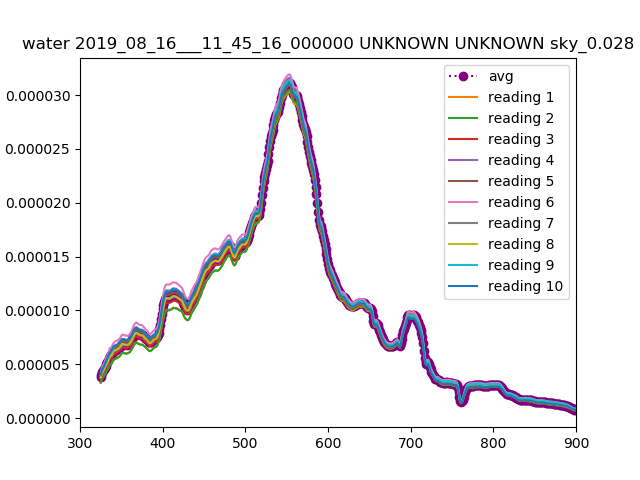 water 2019_08_16___11_45_16_000000 UNKNOWN UNKNOWN sky_0.028
0.000030
0.000025
0.000020
0.000015
0.000010
0.000005
0.000000
300 400 500 600 700 800 900
avg
reading 1
reading 2
reading 3
reading 4
reading 5
reading 6
reading 7
reading 8
reading 9
reading 10